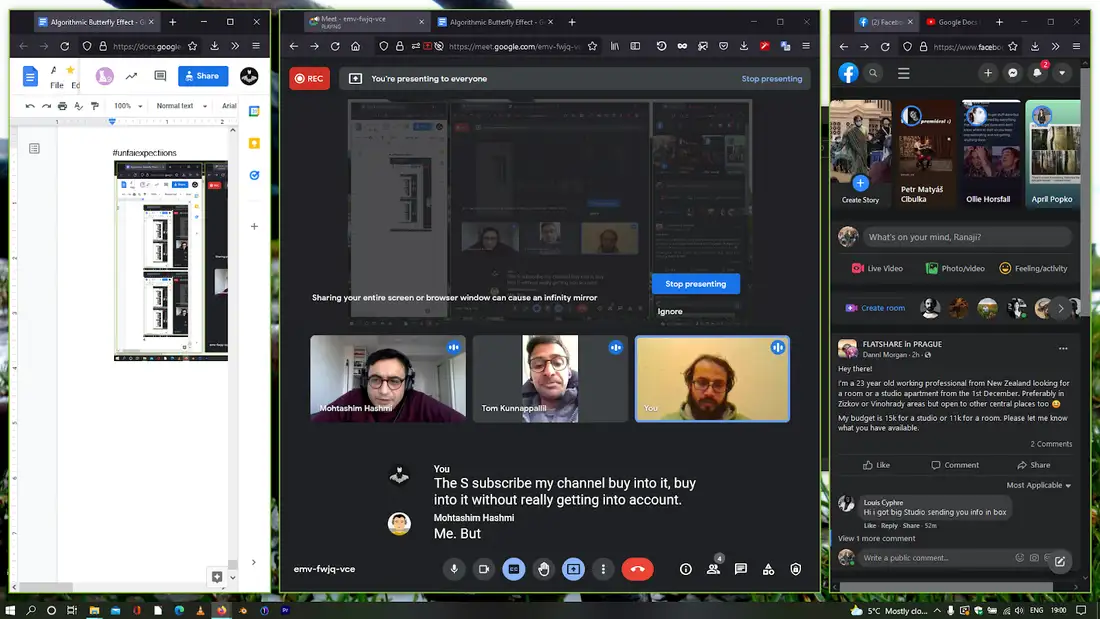 Algorithmic Butterfly Effect - G
https://docs.google
File
Ed
Share
100%
Normal text
Arial
#unfaiexpections
Meet - emv-fwjq-vce
PLAYING
Algorithmic Butterfly Effect - G
https://meet.google.com/emv-fwjq-v
REC
You're presenting to everyone
Stop presenting
Stop presenting
Sharing your entire screen or browser window can cause an infinity mirror
Ignore
Mohtashim Hashmi
Tom Kunnappallil
You
You
The S subscribe my channel buy into it, buy
into it without really getting into account.
Mohtashim Hashmi
Me. But
emv-fwjq-vce
4
(2) Facebo
Google Docs
https://www.facebo
2
premiéra! :)
Create Story
Petr Matyáš
Cibulka
Ollie Horsfall
April Popko
What's on your mind, Ranaji?
Live Video
Photo/video
Feeling/activity
Create room
FLATSHARE in PRAGUE
Danni Morgan · 2h ·
Hey there!
I'm a 23 year old working professional from New Zealand looking for
a room or a studio apartment from the 1st December. Preferably in
Zizkov or Vinohrady areas but open to other central places too 😄
My budget is 15k for a studio or 11k for a room. Please let me know
what you have available.
2 Comments
Like
Comment
Share
Most Applicable
Louis Cyphre
Hi i got big Studio sending you info in box
Like · Reply · Share · 52m
View 1 more comment
Write a public comment...
5°C Mostly clo...
ENG
19:00